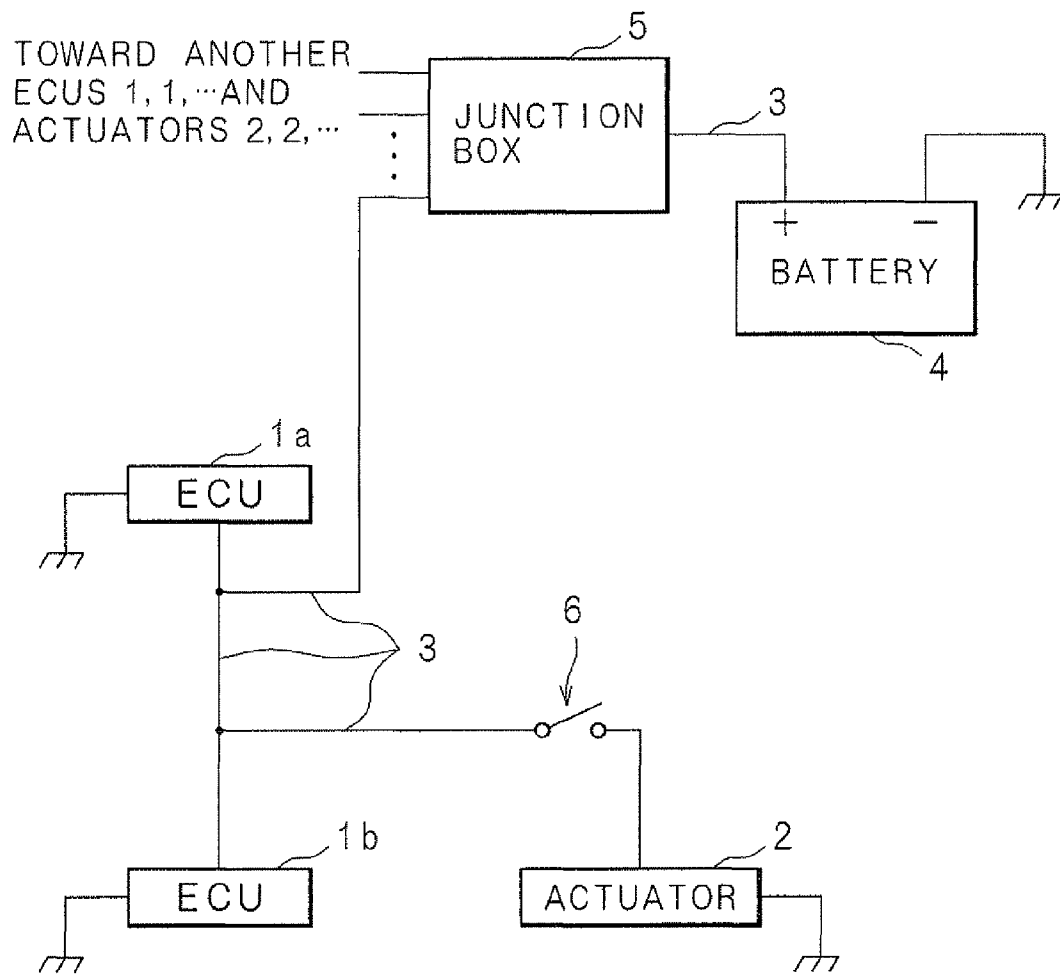 5
TOWARD ANOTHER
ECUS 1, 1, ··· AND
ACTUATORS 2, 2, ···
JUNCTION
BOX
3
+ −
BATTERY
4
1a
ECU
6
3
1b
2
ECU
ACTUATOR